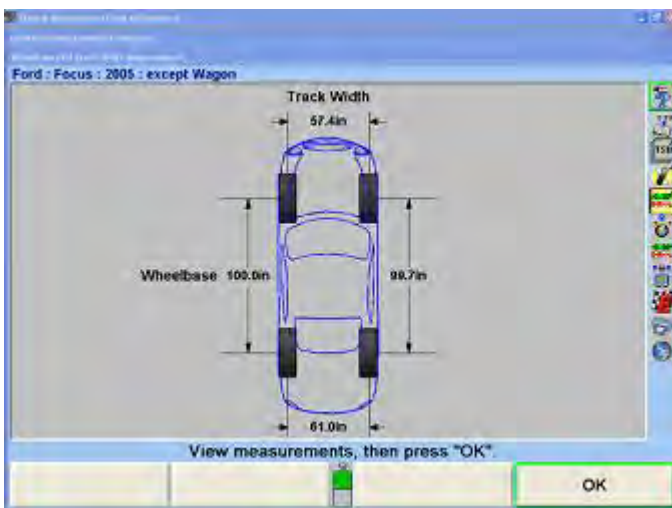 Ford : Focus : 2005 : except Wagon
Track Width
57.4in
Wheelbase 100.0in
99.7in
61.0in
View measurements, then press "OK".
OK